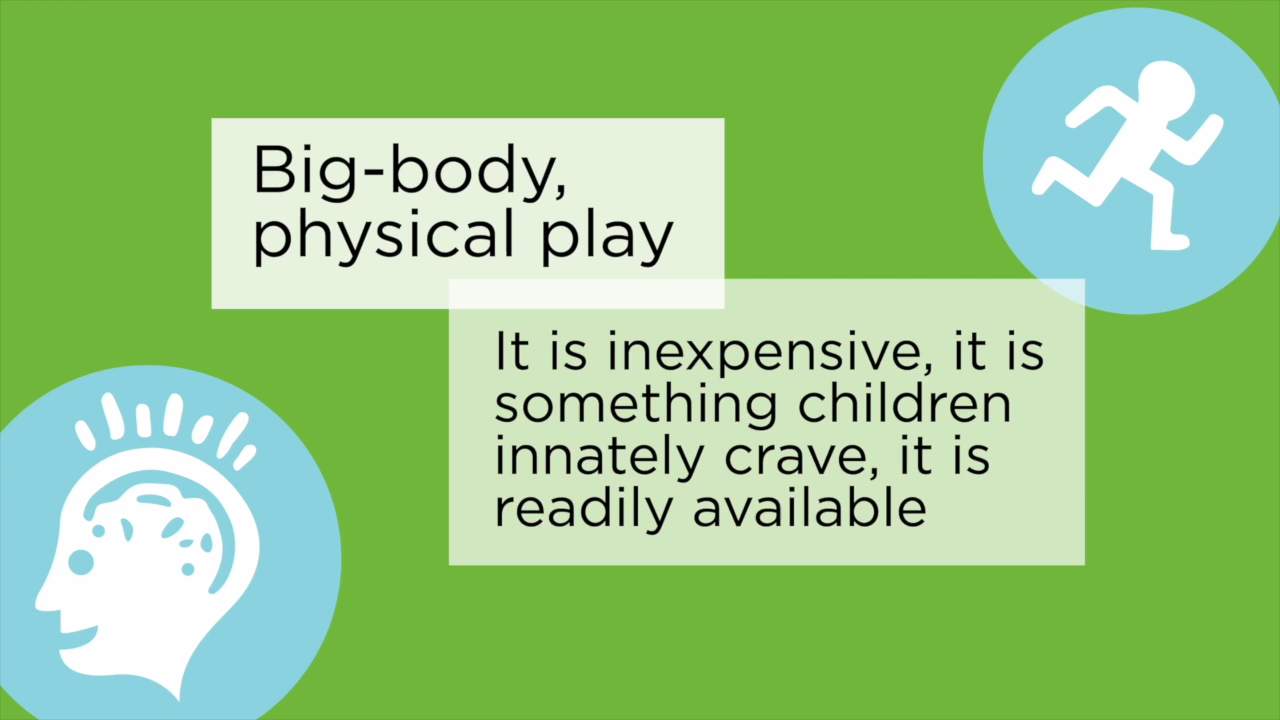 Big-body,
physical play
It is inexpensive, it is
something children
innately crave, it is
readily available